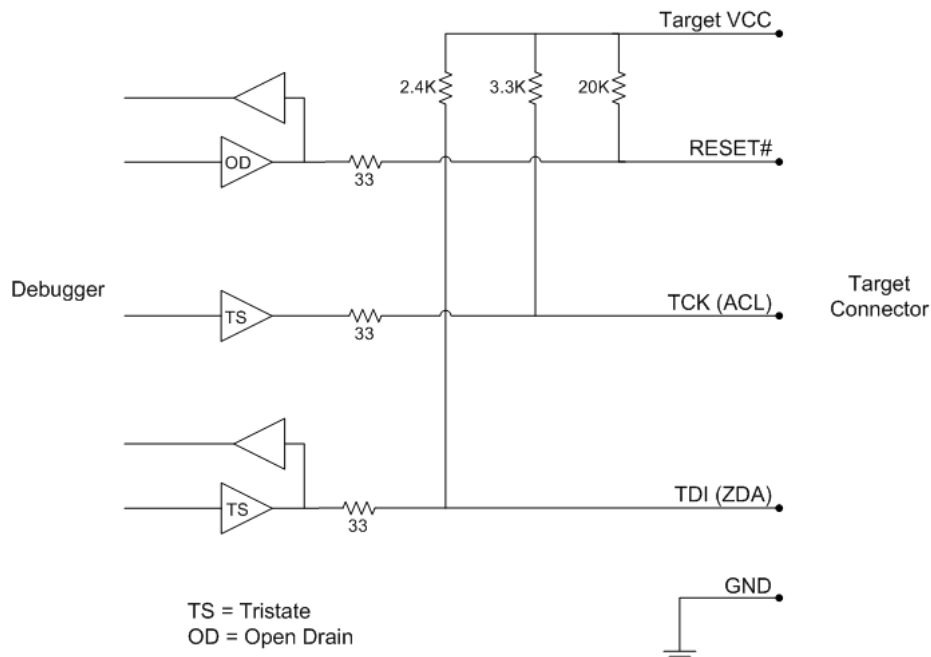 Target VCC
2.4K
3.3K
20K
OD
33
RESET#
Debugger
TS
33
TCK (ACL)
Target
Connector
TS
33
TDI (ZDA)
GND
TS = Tristate
OD = Open Drain